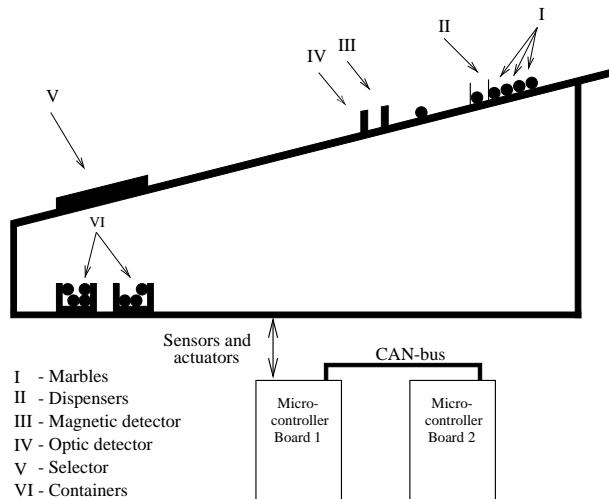 I
II
III
IV
V
VI
Sensors and
actuators
CAN-bus
I - Marbles
II - Dispensers
III - Magnetic detector
IV - Optic detector
V - Selector
VI - Containers
Micro-
controller
Board 1
Micro-
controller
Board 2